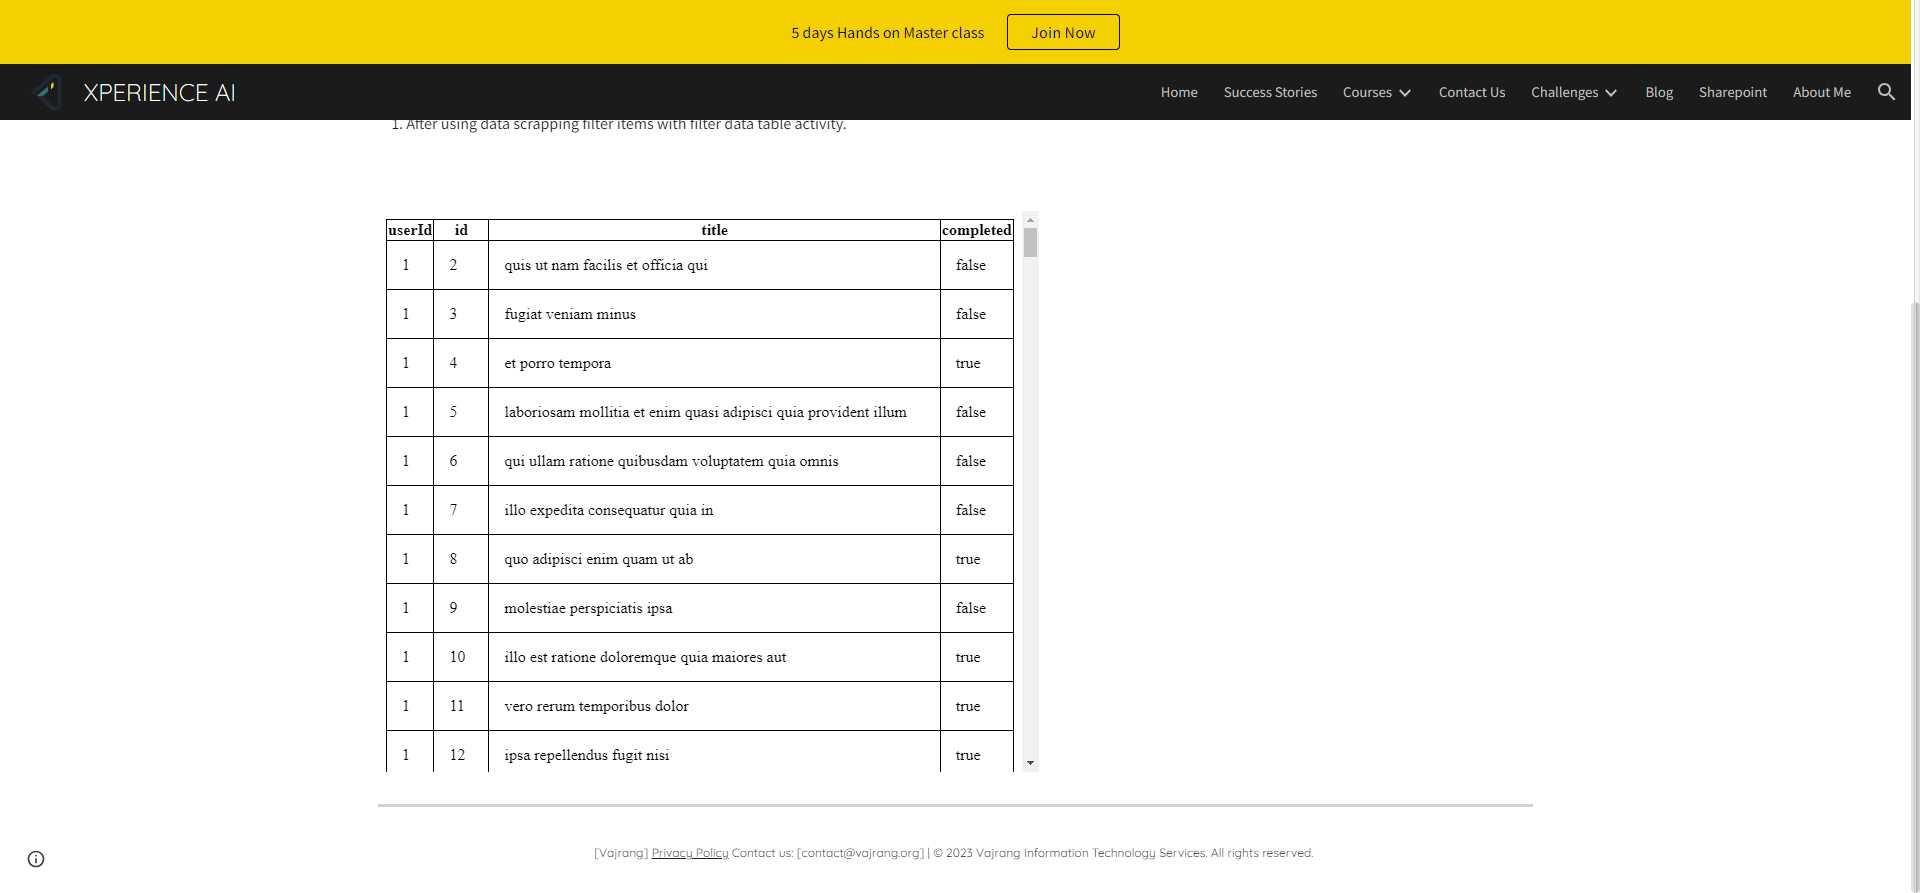 5 days Hands on Master class Join Now
XPERIENCE AI Home Success Stories Courses Contact Us Challenges Blog Sharepoint About Me
1. After using data scrapping filter items with filter data table activity.
userId id title completed
1 2 quis ut nam facilis et officia qui false
1 3 fugiat veniam minus false
1 4 et porro tempora true
1 5 laboriosam mollitia et enim quasi adipisci quia provident illum false
1 6 qui ullam ratione quibusdam voluptatem quia omnis false
1 7 illo expedita consequatur quia in false
1 8 quo adipisci enim quam ut ab true
1 9 molestiae perspiciatis ipsa false
1 10 illo est ratione doloremque quia maiores aut true
1 11 vero rerum temporibus dolor true
1 12 ipsa repellendus fugit nisi true
[Vajrang] Privacy Policy Contact us: [contact@vajrang.org] | © 2023 Vajrang Information Technology Services. All rights reserved.